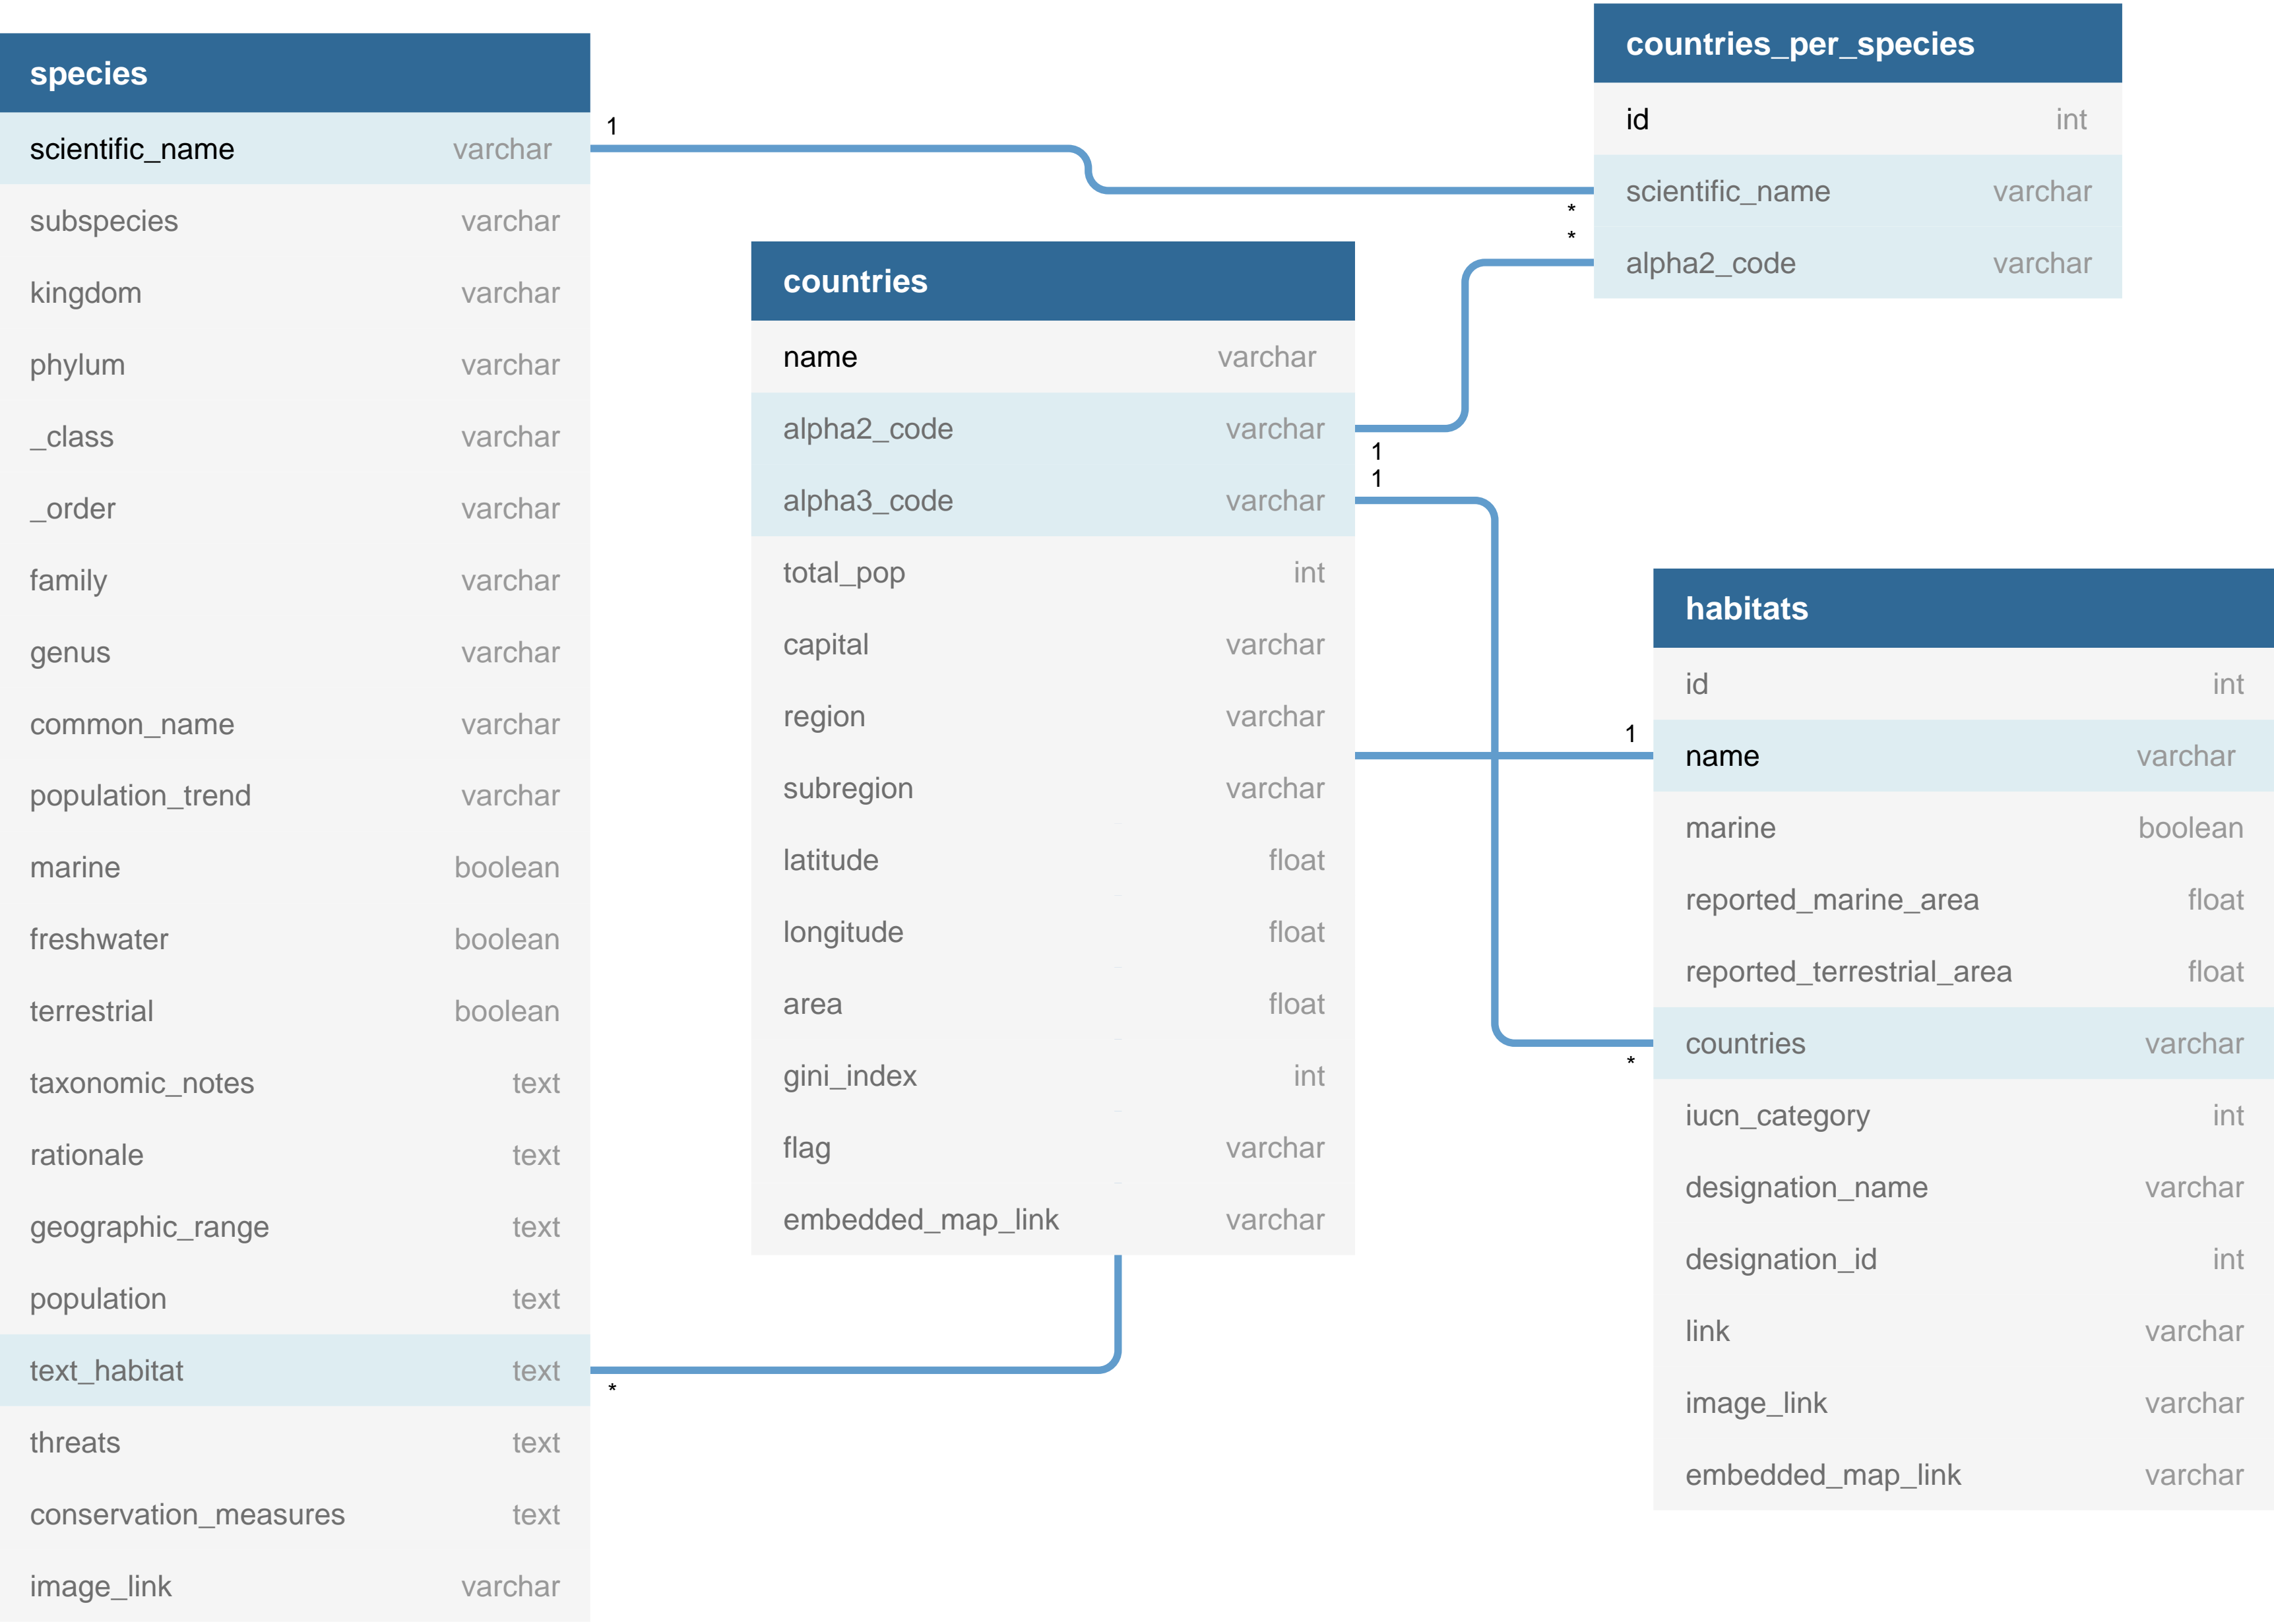 species
scientific_name varchar
subspecies varchar
kingdom varchar
phylum varchar
_class varchar
_order varchar
family varchar
genus varchar
common_name varchar
population_trend varchar
marine boolean
freshwater boolean
terrestrial boolean
taxonomic_notes text
rationale text
geographic_range text
population text
text_habitat text
threats text
conservation_measures text
image_link varchar
1
*
countries
name varchar
alpha2_code varchar
alpha3_code varchar
total_pop int
capital varchar
region varchar
subregion varchar
latitude float
longitude float
area float
gini_index int
flag varchar
embedded_map_link varchar
1
1
countries_per_species
id int
scientific_name varchar
alpha2_code varchar
*
*
habitats
id int
name varchar
marine boolean
reported_marine_area float
reported_terrestrial_area float
countries varchar
iucn_category int
designation_name varchar
designation_id int
link varchar
image_link varchar
embedded_map_link varchar
1
*